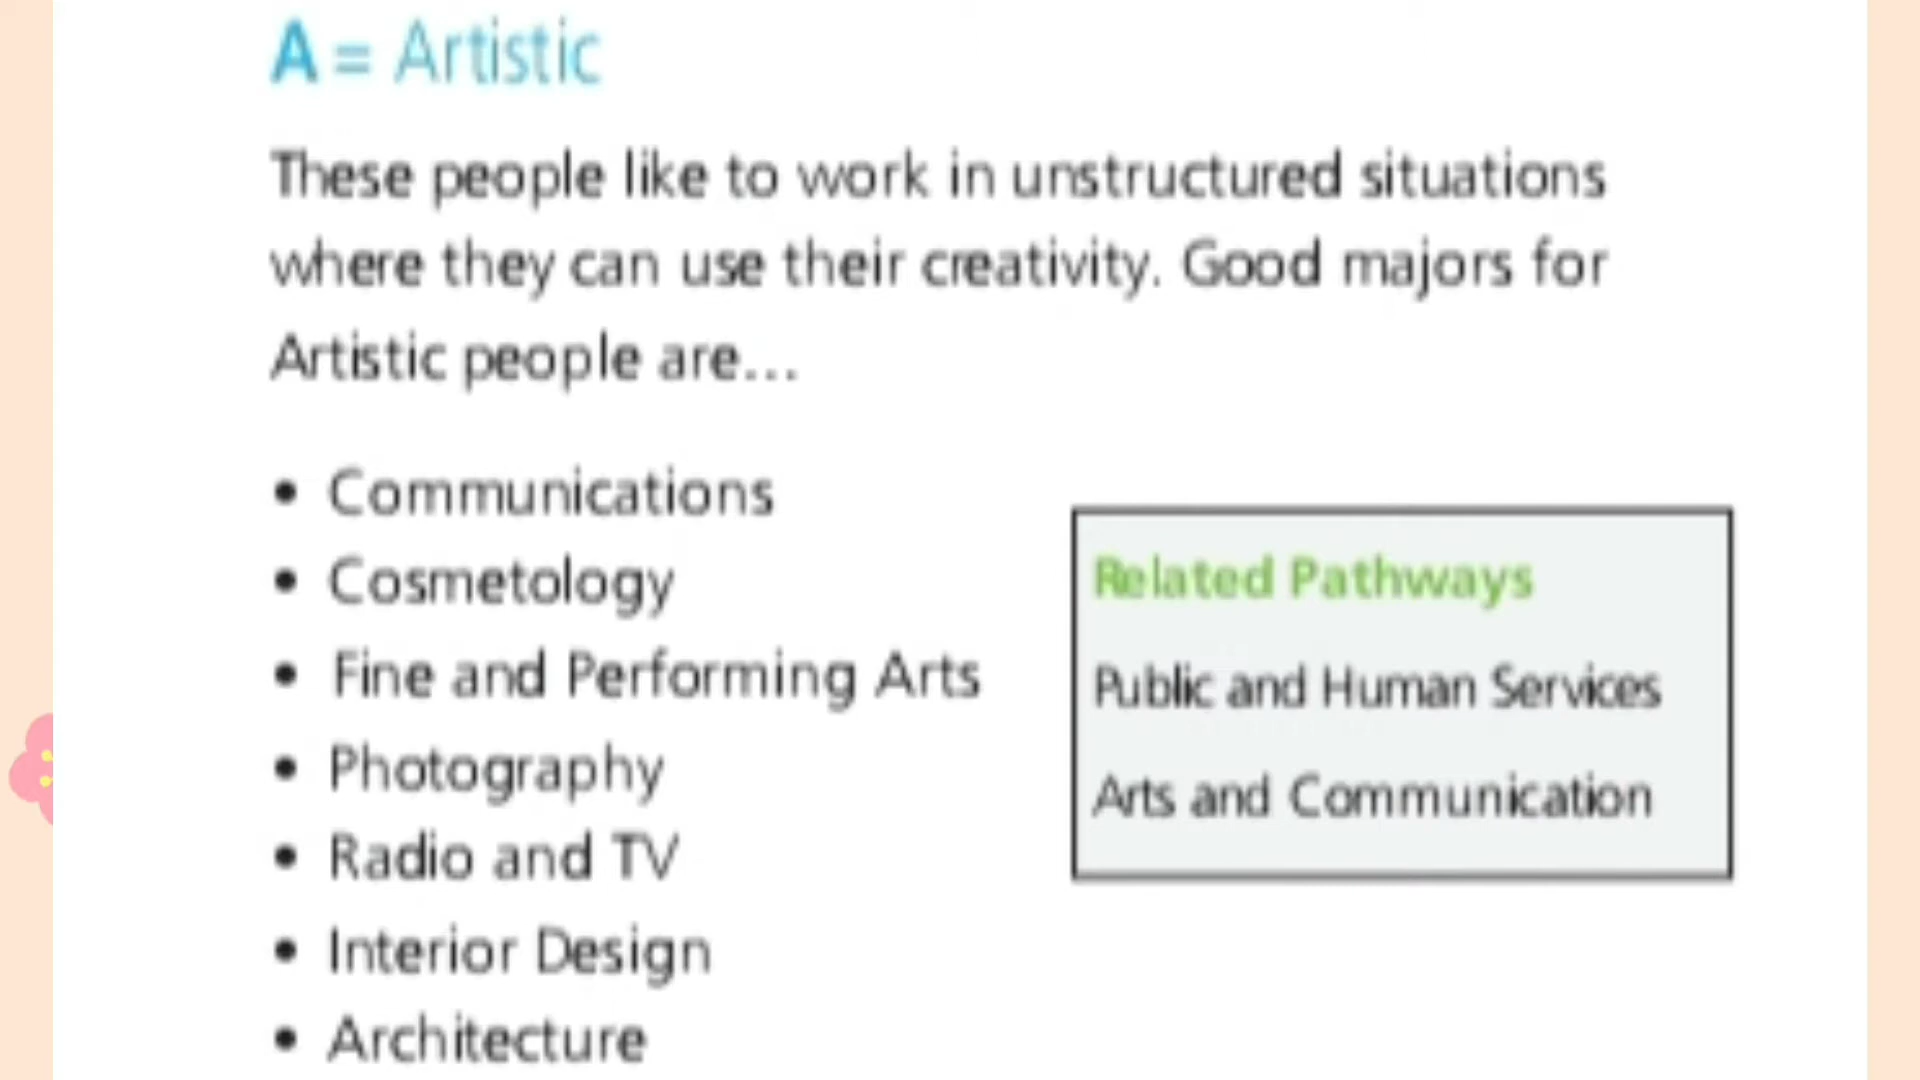 A = Artistic
These people like to work in unstructured situations
where they can use their creativity. Good majors for
Artistic people are...
• Communications
• Cosmetology
• Fine and Performing Arts
• Photography
• Radio and TV
• Interior Design
• Architecture
Related Pathways
Public and Human Services
Arts and Communication